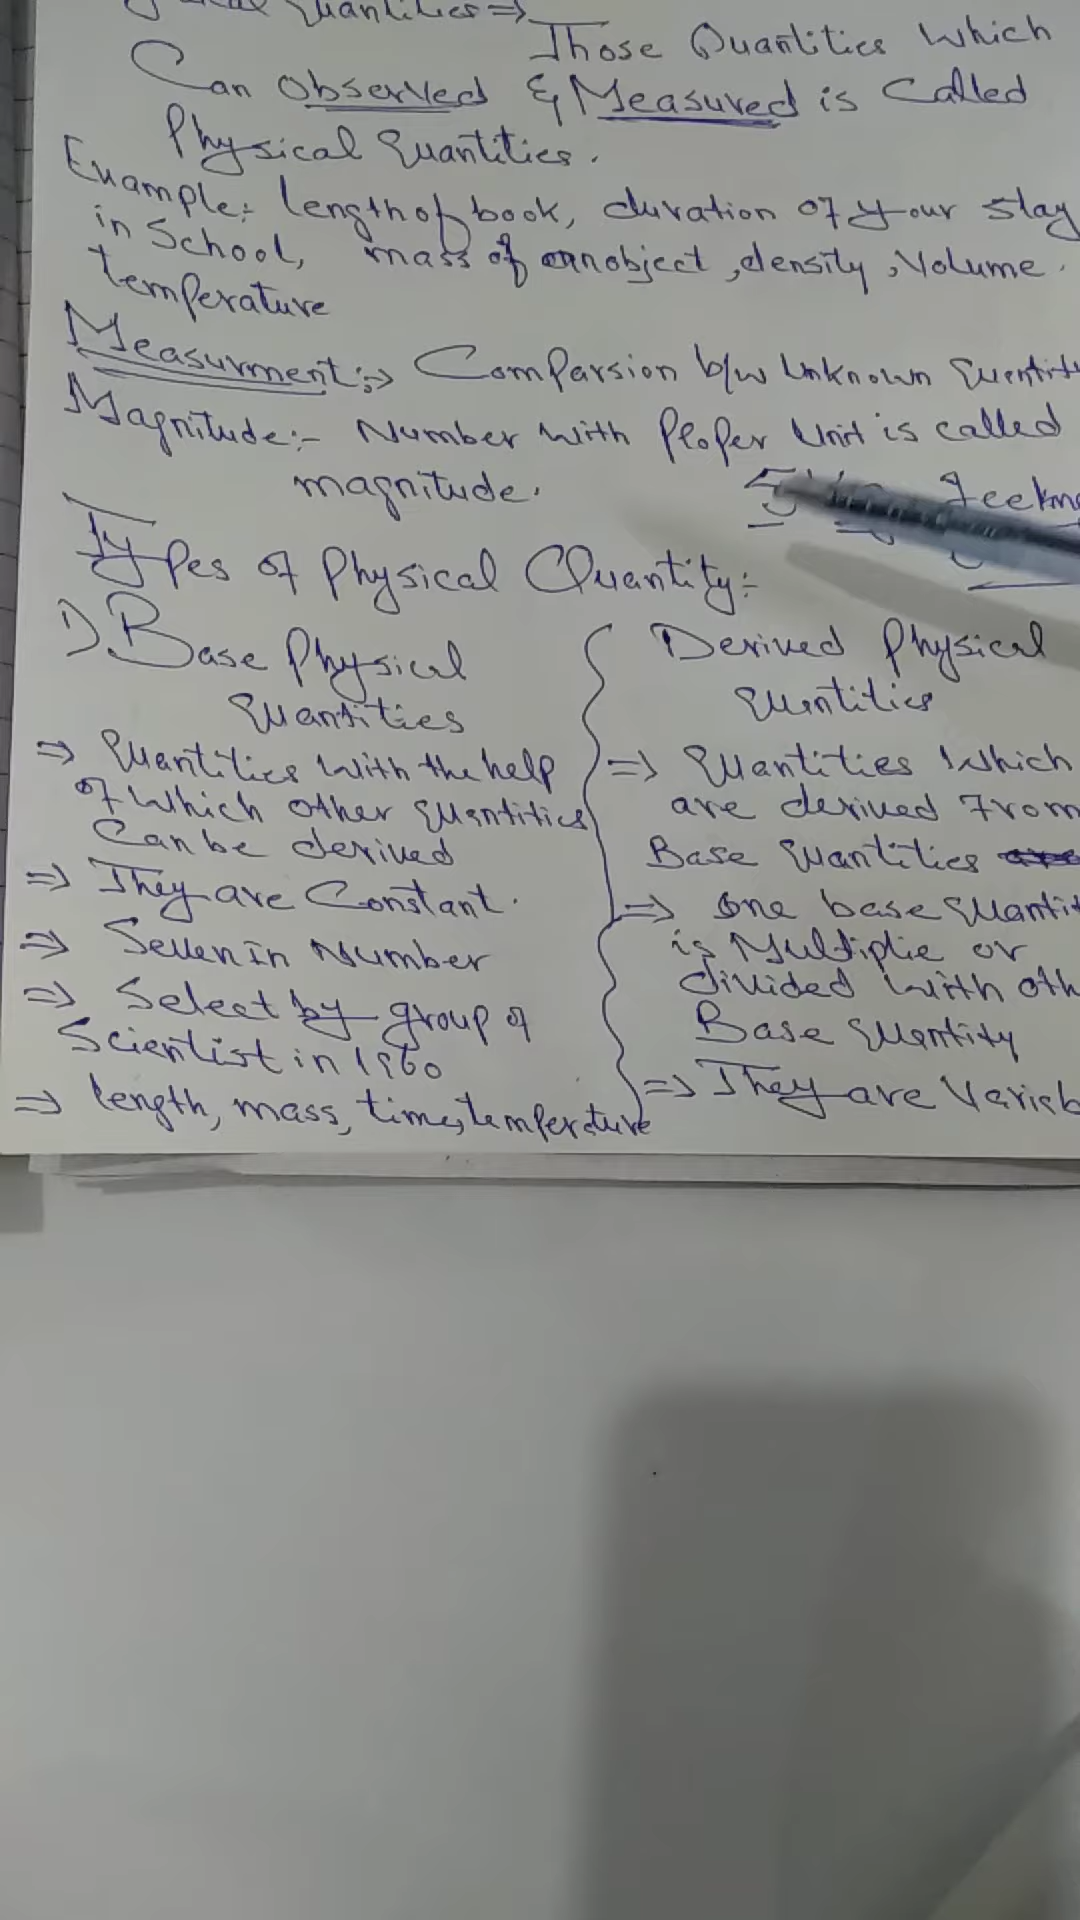 Quantities ⇒
Those Quantities which
Can observed & Measured is called
Physical Quantities.
Example:- length of book, duration of your stay
in School, mass of an object, density, Volume.
temperature
Measurment:⇒ Comparsion b/w Unknown Quentity
Magnitude:- Number with Proper Unit is called
magnitude.
Types of Physical Quantity:-
1) Base Physical
Quantities
⇒ Quantities with the help
of which other quantities
Can be derived
⇒ They are Constant.
⇒ Seven In Number
⇒ Select by group of
Scientist in 1960
⇒ length, mass, time, temperature
Derived Physical
Quntities
⇒ Quantities which
are derived From
Base Quantities
⇒ One base Quantit
is Multiplie or
divided with oth
Base Quentity
⇒ They are Variab